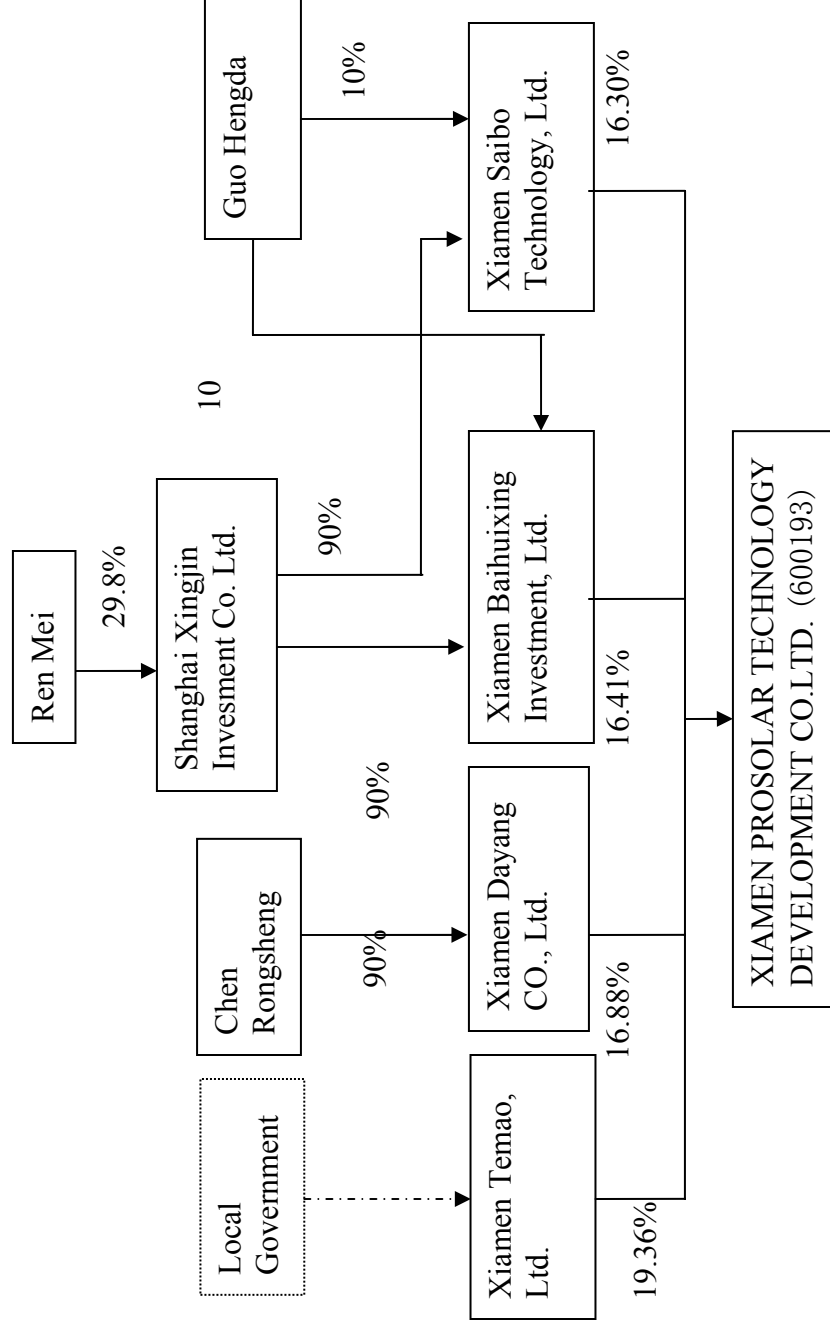 Ren Mei
29.8%
Shanghai Xingjin
Invesment Co. Ltd.
Local
Government
Chen
Rongsheng
Guo Hengda
10
90%
90%
90%
10%
Xiamen Temao,
Ltd.
Xiamen Dayang
CO., Ltd.
Xiamen Baihuixing
Investment, Ltd.
Xiamen Saibo
Technology, Ltd.
19.36%
16.88%
16.41%
16.30%
XIAMEN PROSOLAR TECHNOLOGY
DEVELOPMENT CO.LTD. (600193)